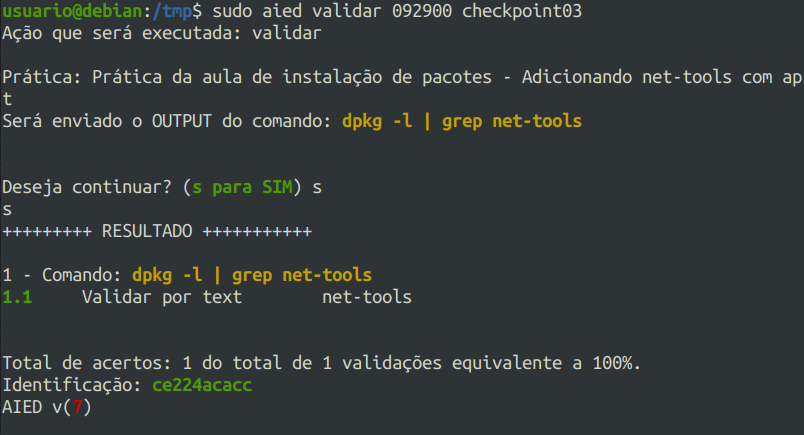 usuario@debian:/tmp$ sudo aied validar 092900 checkpoint03
Ação que será executada: validar
Prática: Prática da aula de instalação de pacotes - Adicionando net-tools com ap
t
Será enviado o OUTPUT do comando: dpkg -l | grep net-tools
Deseja continuar? (s para SIM) s
s
+++++++++ RESULTADO +++++++++++
1 - Comando: dpkg -l | grep net-tools
1.1     Validar por text        net-tools
Total de acertos: 1 do total de 1 validações equivalente a 100%.
Identificação: ce224acacc
AIED v(7)